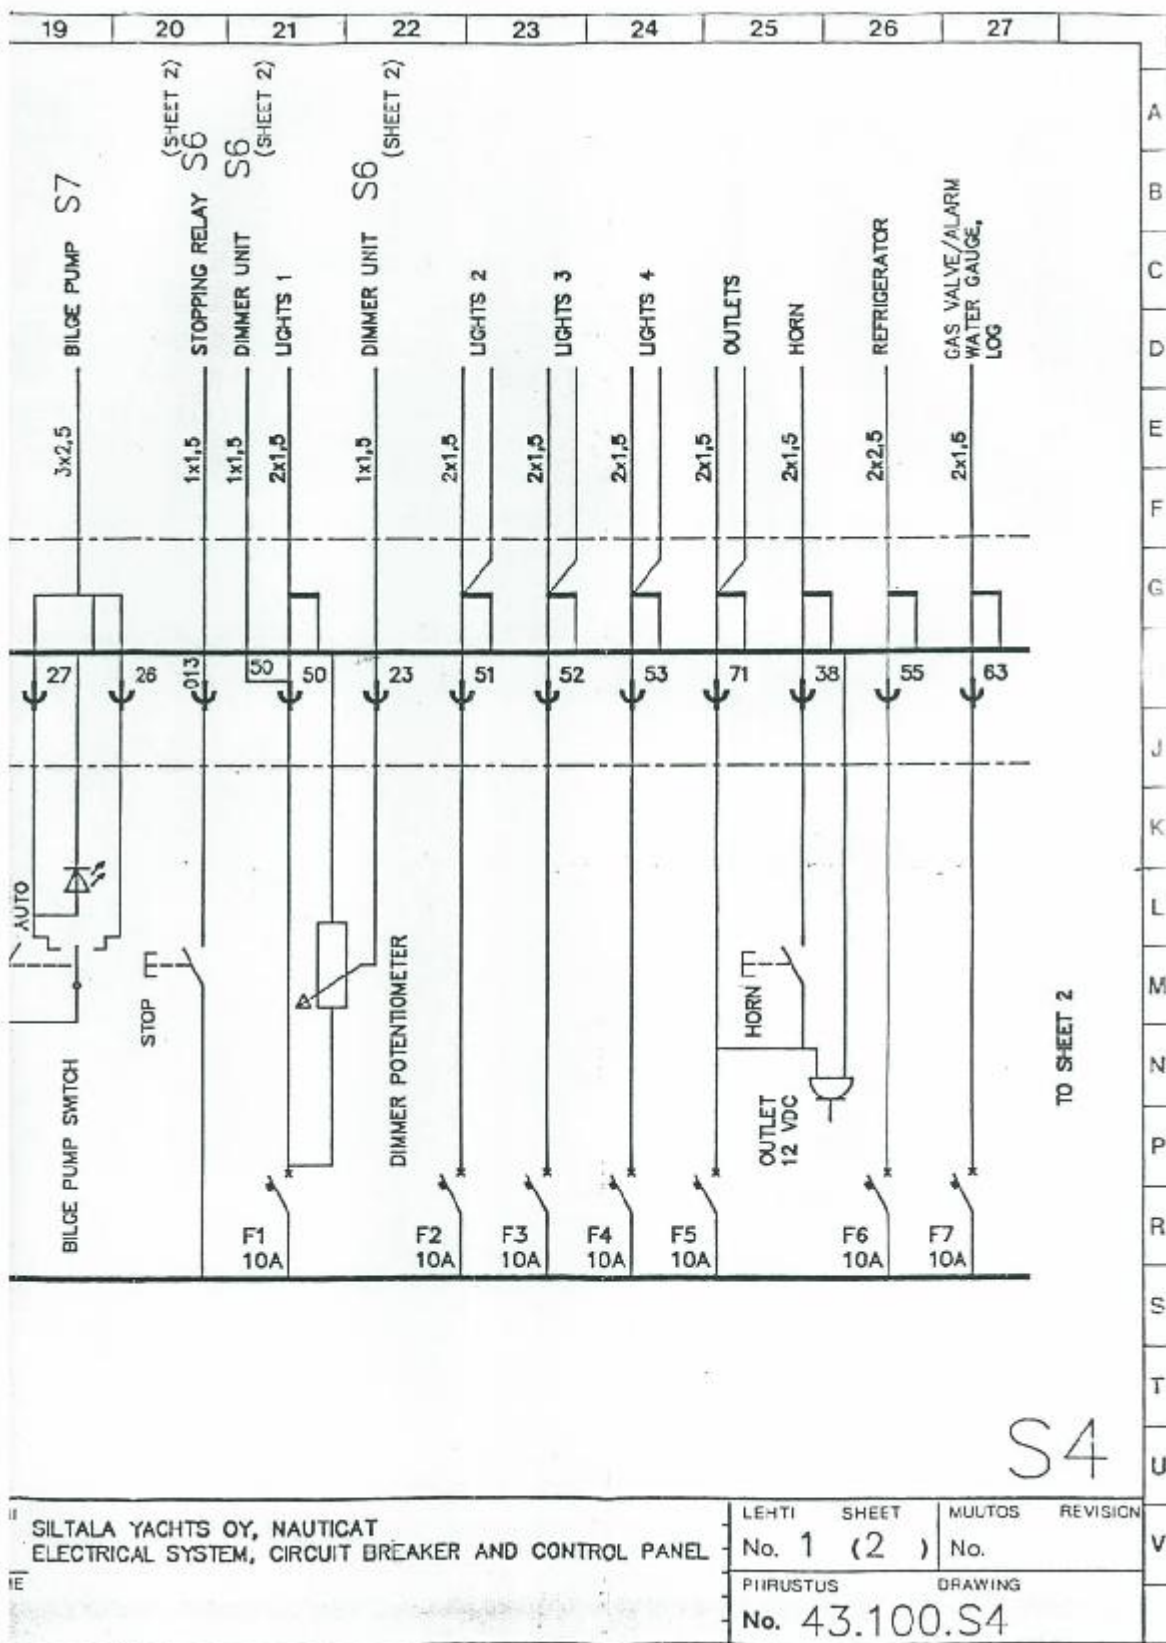 19 20 21 22 23 24 25 26 27
A
B
C
D
E
F
G
J
K
L
M
N
P
R
S
T
U
V
BILGE PUMP S7
STOPPING RELAY S6 (SHEET 2)
DIMMER UNIT S6 (SHEET 2)
LIGHTS 1
DIMMER UNIT S6 (SHEET 2)
LIGHTS 2
LIGHTS 3
LIGHTS 4
OUTLETS
HORN
REFRIGERATOR
GAS VALVE/ALARM
WATER GAUGE,
LOG
3x2,5
1x1,5
1x1,5
2x1,5
1x1,5
2x1,5
2x1,5
2x1,5
2x1,5
2x1,5
2x2,5
2x1,5
27 26 013 50 50 23 51 52 53 71 38 55 63
AUTO
BILGE PUMP SWITCH
STOP
DIMMER POTENTIOMETER
HORN
OUTLET
12 VDC
TO SHEET 2
F1
10A
F2
10A
F3
10A
F4
10A
F5
10A
F6
10A
F7
10A
S4
SILTALA YACHTS OY, NAUTICAT
ELECTRICAL SYSTEM, CIRCUIT BREAKER AND CONTROL PANEL
LEHTI SHEET
No. 1 (2 )
MUUTOS REVISION
No.
PIIRUSTUS DRAWING
No. 43.100.S4